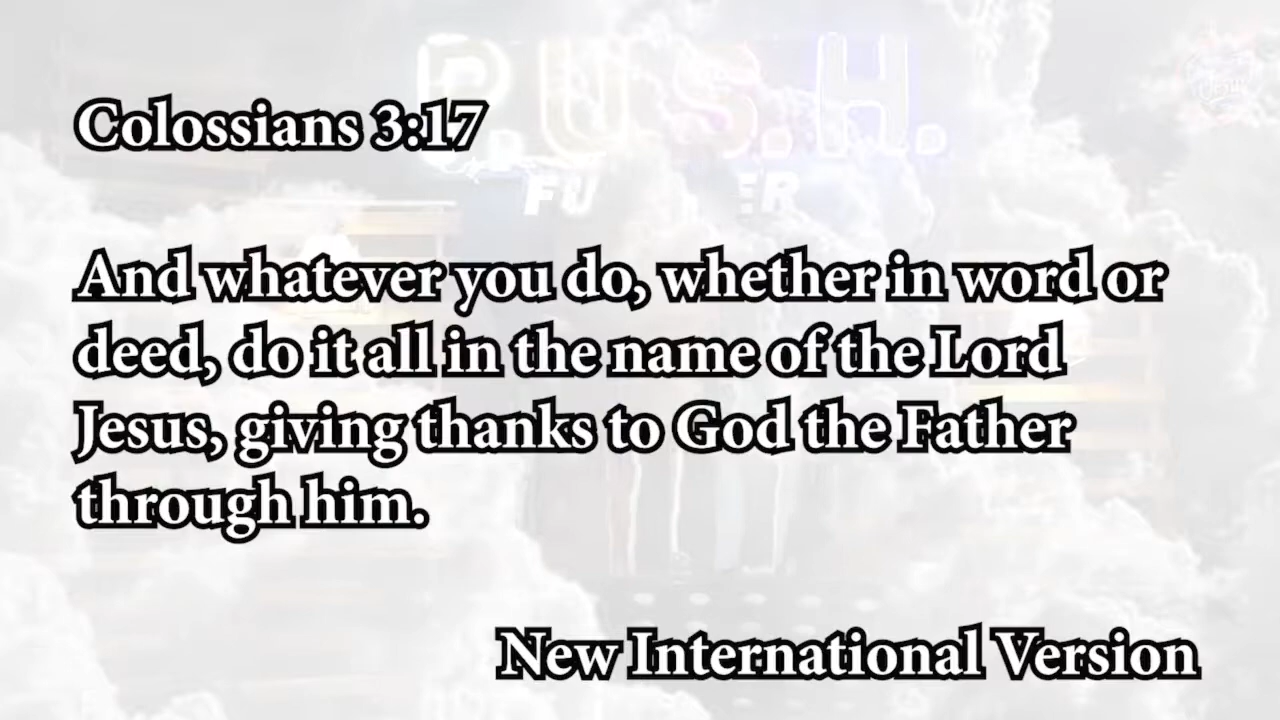 P.U.S.H.
Colossians 3:17
And whatever you do, whether in word or
deed, do it all in the name of the Lord
Jesus, giving thanks to God the Father
through him.
New International Version